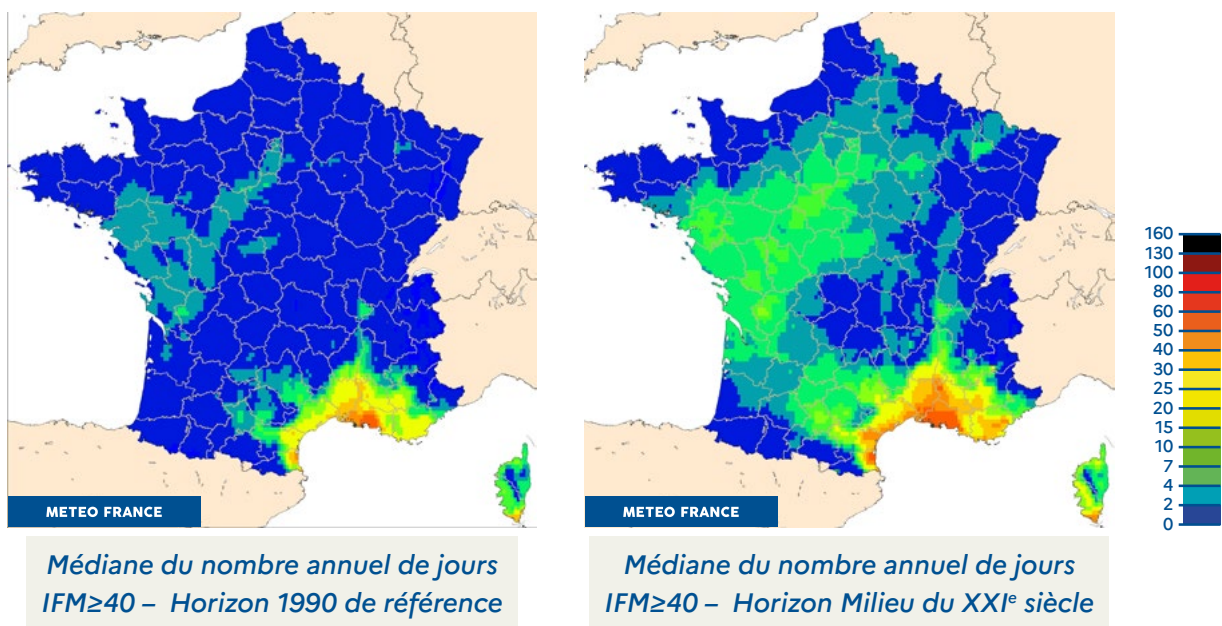 METEO FRANCE
Médiane du nombre annuel de jours
IFM≥40 – Horizon 1990 de référence
METEO FRANCE
Médiane du nombre annuel de jours
IFM≥40 – Horizon Milieu du XXIe siècle
160
130
100
80
60
50
40
30
25
20
15
10
7
4
2
0